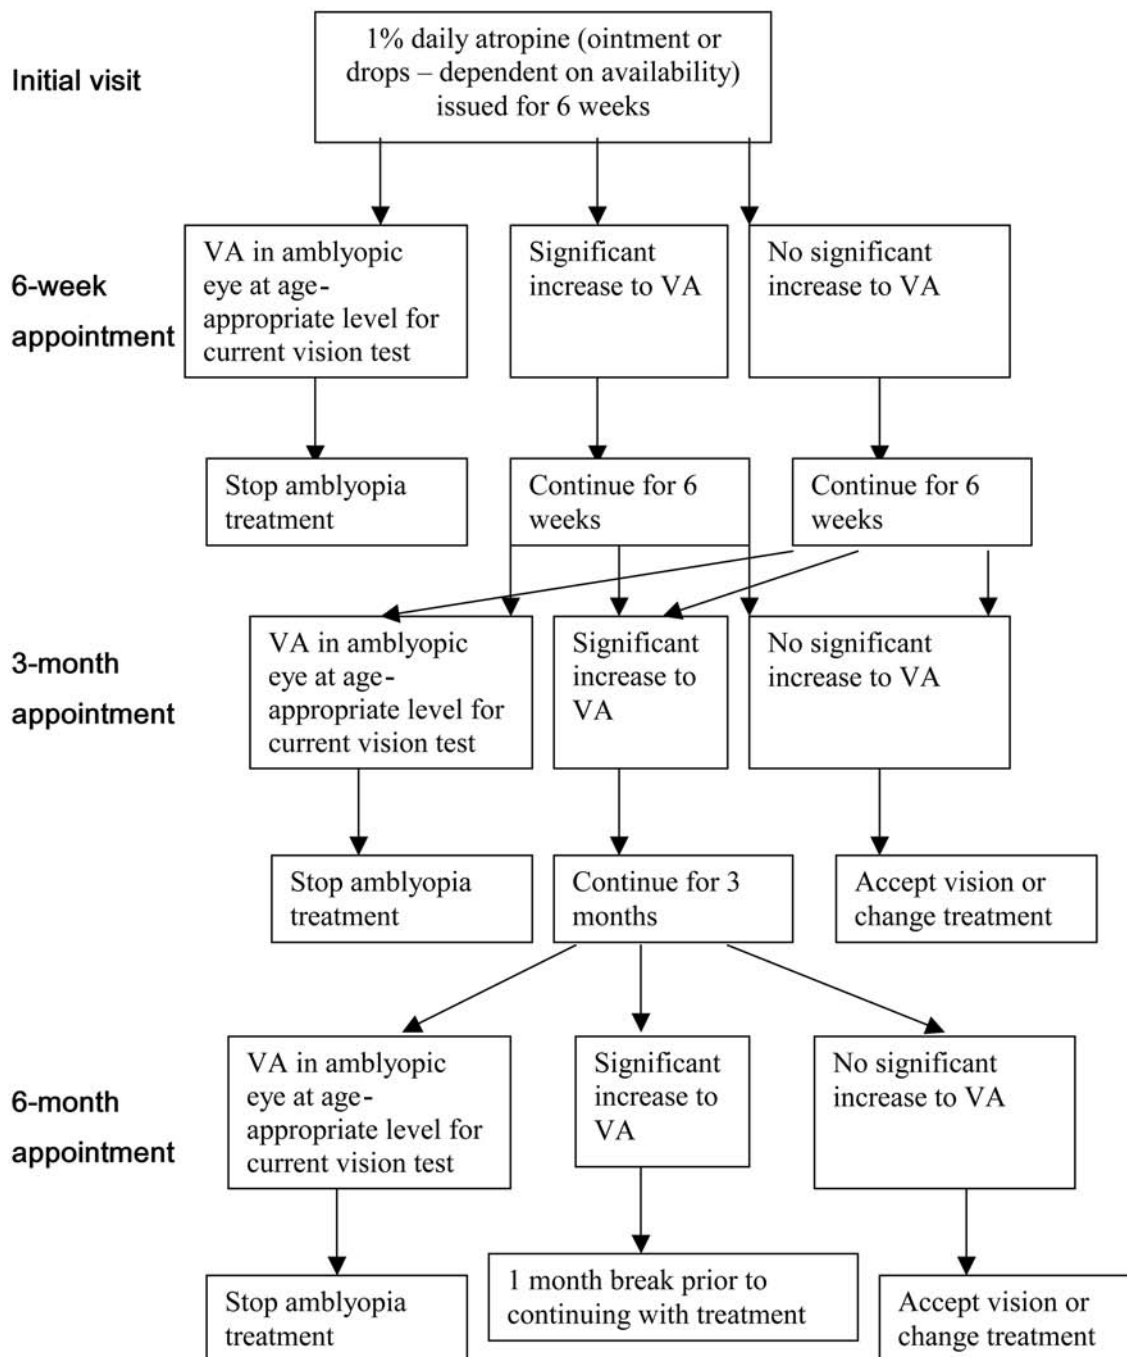 Initial visit
1% daily atropine (ointment or
drops – dependent on availability)
issued for 6 weeks
6-week
appointment
VA in amblyopic
eye at age-
appropriate level for
current vision test
Significant
increase to VA
No significant
increase to VA
Stop amblyopia
treatment
Continue for 6
weeks
Continue for 6
weeks
3-month
appointment
VA in amblyopic
eye at age-
appropriate level for
current vision test
Significant
increase to
VA
No significant
increase to VA
Stop amblyopia
treatment
Continue for 3
months
Accept vision or
change treatment
6-month
appointment
VA in amblyopic
eye at age-
appropriate level for
current vision test
Significant
increase to
VA
No significant
increase to VA
Stop amblyopia
treatment
1 month break prior to
continuing with treatment
Accept vision or
change treatment